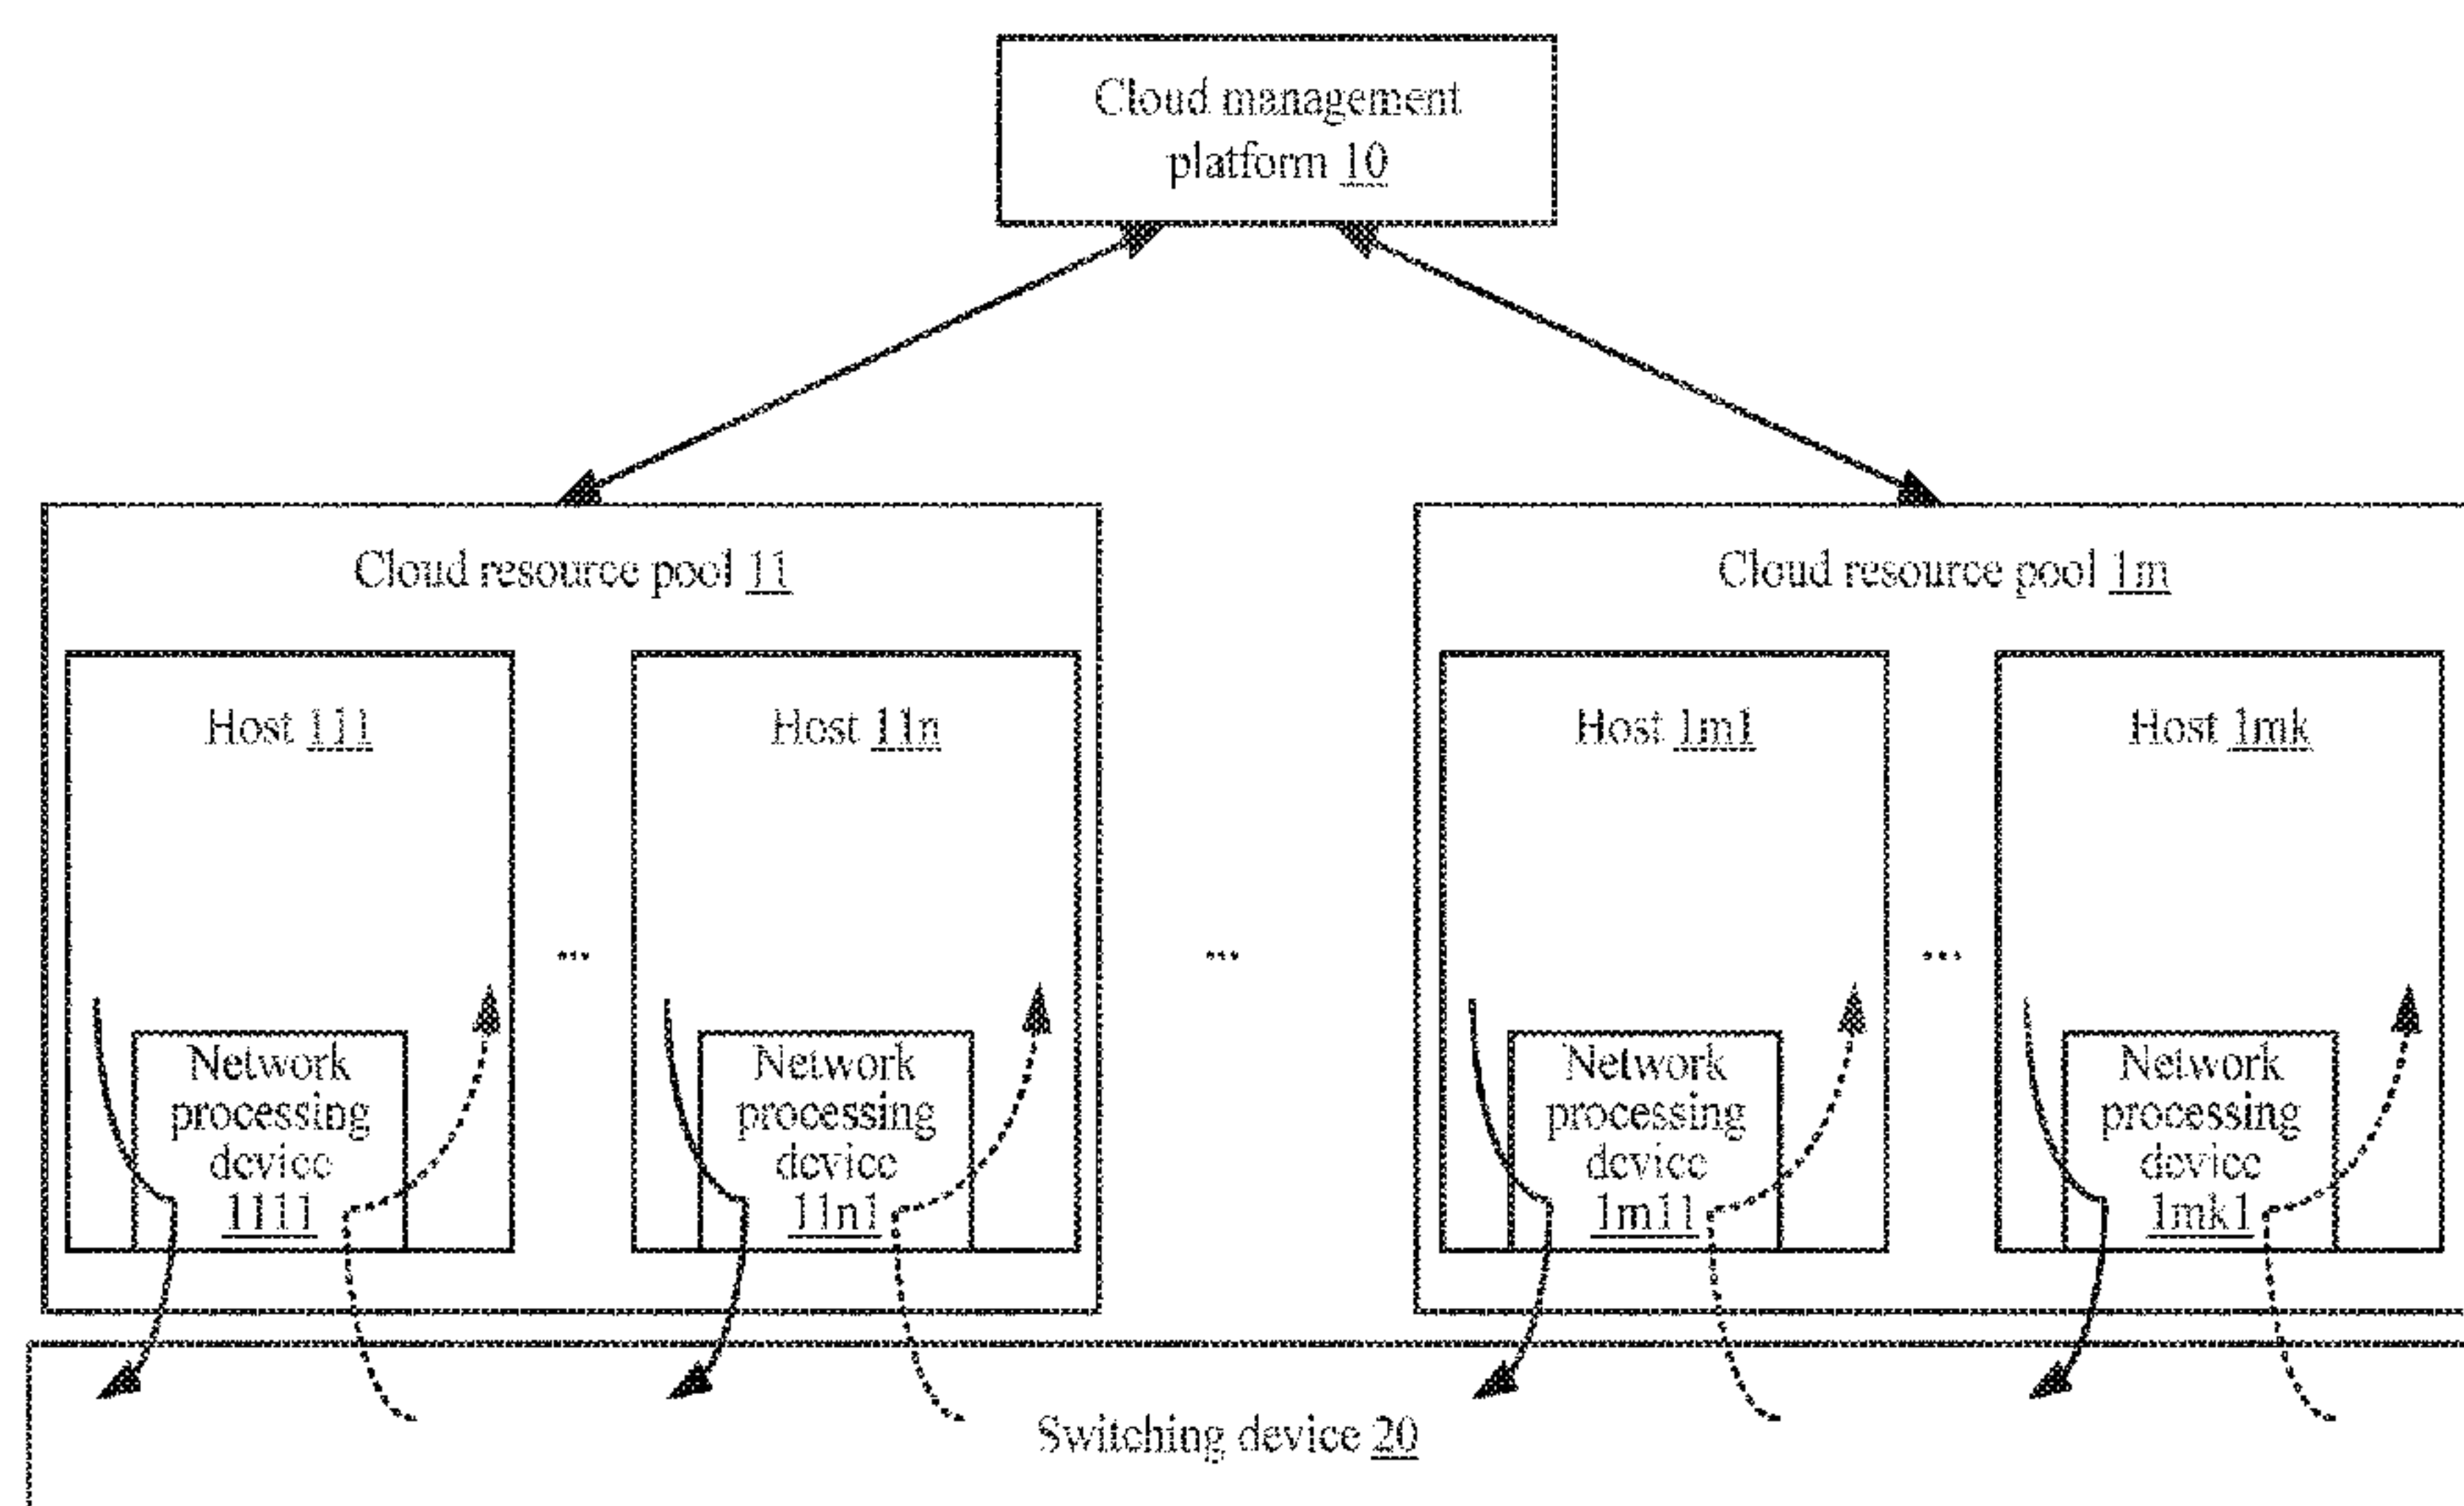 Cloud management
platform 10
Cloud resource pool 11
Cloud resource pool 1m
Host 111
Host 11n
Host 1m1
Host 1mk
...
...
...
Network
processing
device
1111
Network
processing
device
11n1
Network
processing
device
1m11
Network
processing
device
1mk1
Switching device 20